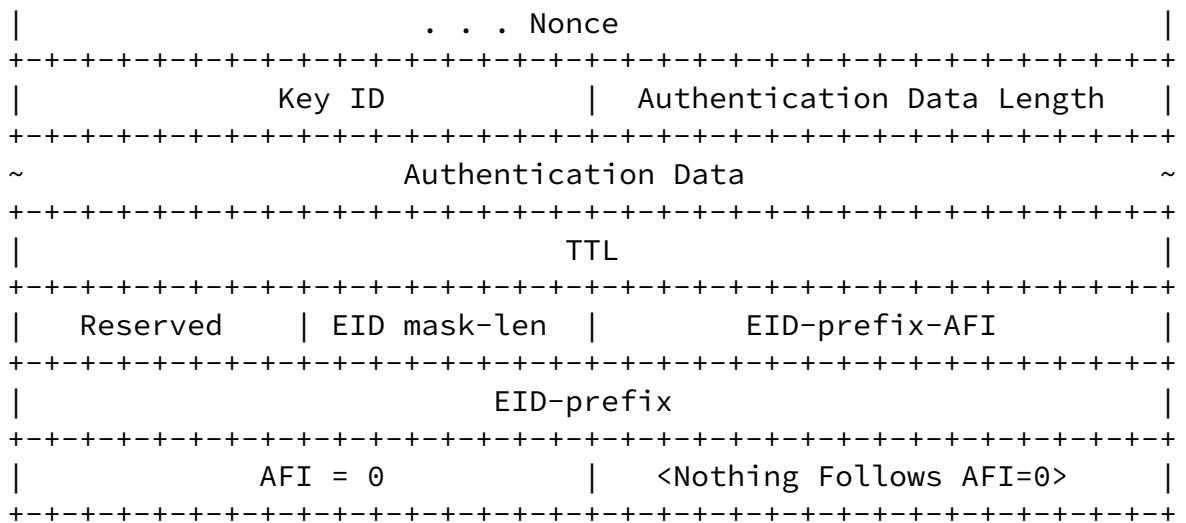 |                       . . . Nonce                             |
+-+-+-+-+-+-+-+-+-+-+-+-+-+-+-+-+-+-+-+-+-+-+-+-+-+-+-+-+-+-+-+-+
|              Key ID           |  Authentication Data Length   |
+-+-+-+-+-+-+-+-+-+-+-+-+-+-+-+-+-+-+-+-+-+-+-+-+-+-+-+-+-+-+-+-+
~                     Authentication Data                       ~
+-+-+-+-+-+-+-+-+-+-+-+-+-+-+-+-+-+-+-+-+-+-+-+-+-+-+-+-+-+-+-+-+
|                              TTL                              |
+-+-+-+-+-+-+-+-+-+-+-+-+-+-+-+-+-+-+-+-+-+-+-+-+-+-+-+-+-+-+-+-+
|   Reserved    | EID mask-len  |        EID-prefix-AFI         |
+-+-+-+-+-+-+-+-+-+-+-+-+-+-+-+-+-+-+-+-+-+-+-+-+-+-+-+-+-+-+-+-+
|                          EID-prefix                           |
+-+-+-+-+-+-+-+-+-+-+-+-+-+-+-+-+-+-+-+-+-+-+-+-+-+-+-+-+-+-+-+-+
|             AFI = 0           |   <Nothing Follows AFI=0>     |
+-+-+-+-+-+-+-+-+-+-+-+-+-+-+-+-+-+-+-+-+-+-+-+-+-+-+-+-+-+-+-+-+